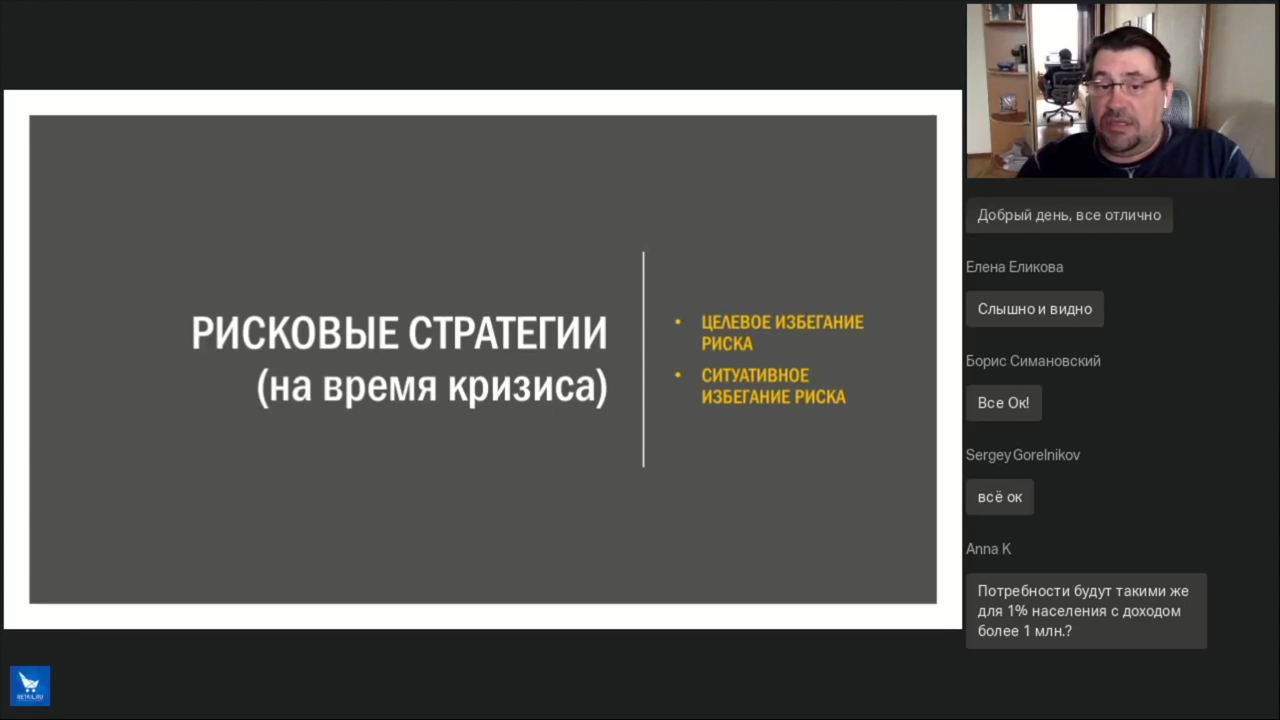 РИСКОВЫЕ СТРАТЕГИИ
(на время кризиса)
• ЦЕЛЕВОЕ ИЗБЕГАНИЕ
РИСКА
• СИТУАТИВНОЕ
ИЗБЕГАНИЕ РИСКА
Добрый день, все отлично
Елена Еликова
Слышно и видно
Борис Симановский
Все Ок!
Sergey Gorelnikov
всё ок
Anna K
Потребности будут такими же
для 1% населения с доходом
более 1 млн.?
RETAIL.RU